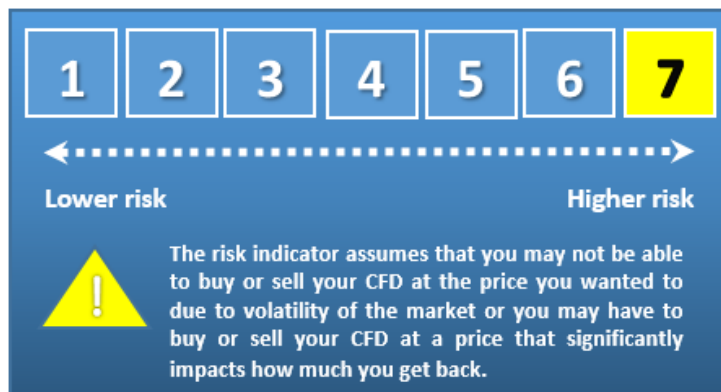 1 2 3 4 5 6 7
Lower risk Higher risk
!
The risk indicator assumes that you may not be able
to buy or sell your CFD at the price you wanted to
due to volatility of the market or you may have to
buy or sell your CFD at a price that significantly
impacts how much you get back.